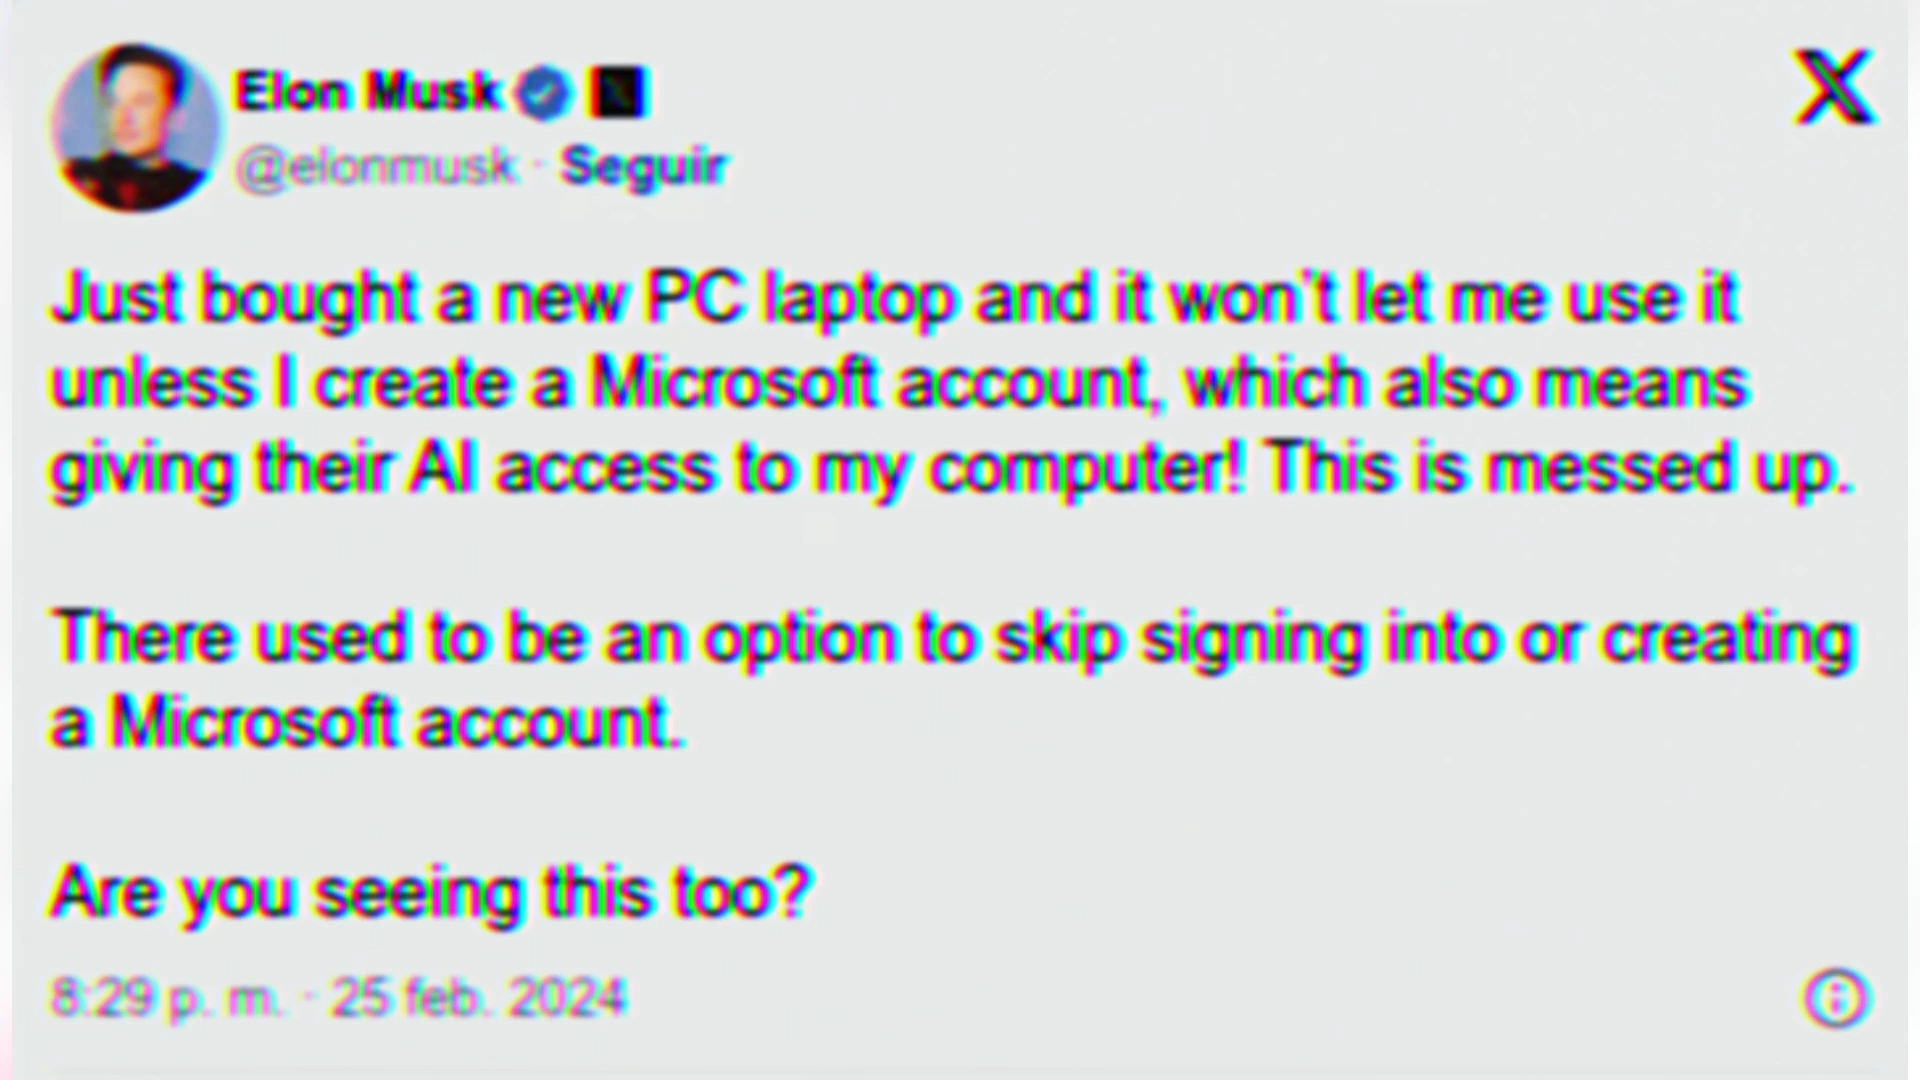 Elon Musk
@elonmusk · Seguir
X
Just bought a new PC laptop and it won't let me use it
unless I create a Microsoft account, which also means
giving their AI access to my computer! This is messed up.
There used to be an option to skip signing into or creating
a Microsoft account.
Are you seeing this too?
8:29 p. m. · 25 feb. 2024